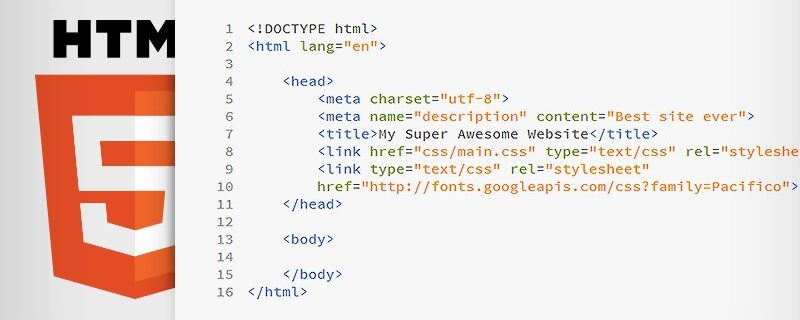 HTM
5
1 <!DOCTYPE html>
2 <html lang="en">
3
4 <head>
5 <meta charset="utf-8">
6 <meta name="description" content="Best site ever">
7 <title>My Super Awesome Website</title>
8 <link href="css/main.css" type="text/css" rel="styleshe
9 <link type="text/css" rel="stylesheet"
10 href="http://fonts.googleapis.com/css?family=Pacifico">
11 </head>
12
13 <body>
14
15 </body>
16 </html>